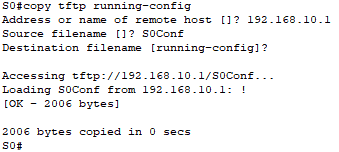 S0#copy tftp running-config
Address or name of remote host []? 192.168.10.1
Source filename []? S0Conf
Destination filename [running-config]?
Accessing tftp://192.168.10.1/S0Conf...
Loading S0Conf from 192.168.10.1: !
[OK - 2006 bytes]
2006 bytes copied in 0 secs
S0#